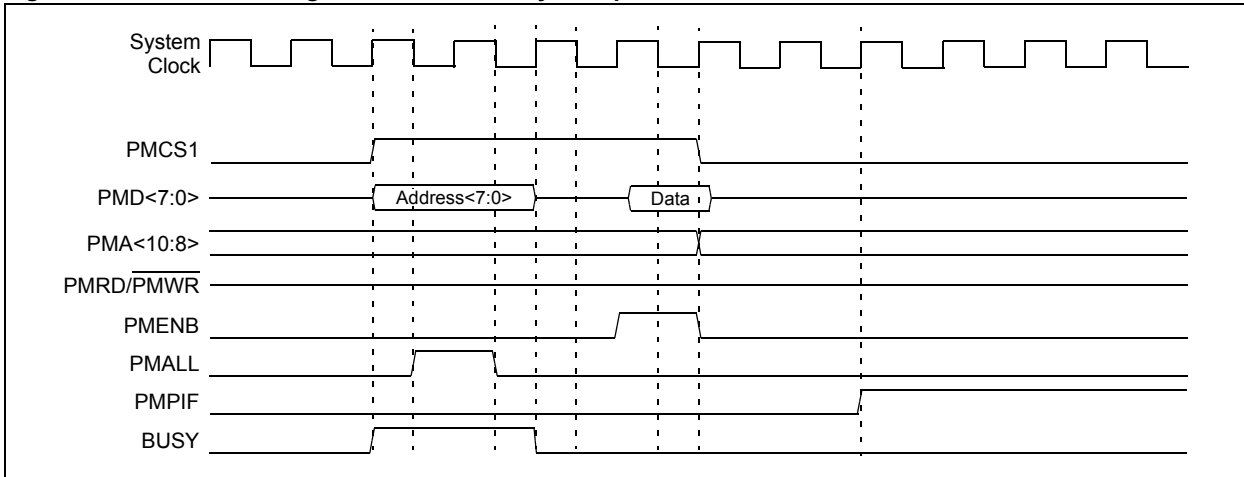 System
Clock
PMCS1
PMD<7:0>
Address<7:0>
Data
PMA<10:8>
PMRD/PMWR
PMENB
PMALL
PMPIF
BUSY